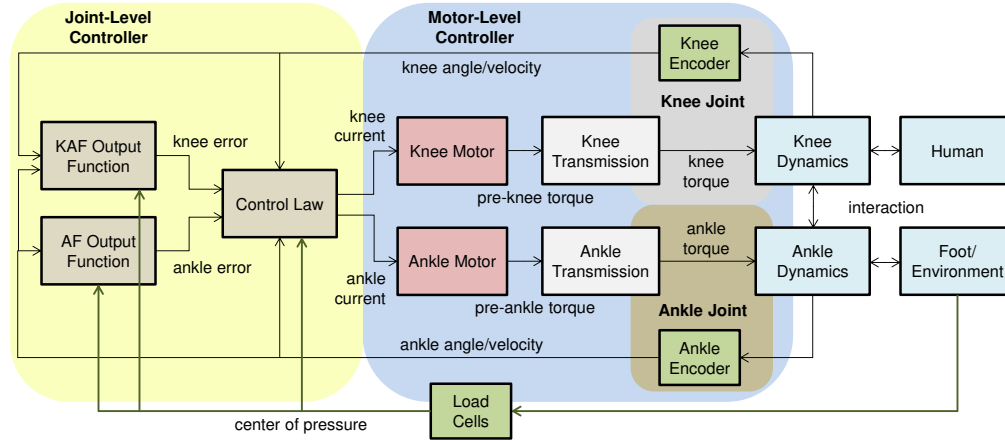 Joint-Level
Controller
Motor-Level
Controller
Knee
Encoder
knee angle/velocity
Knee Joint
KAF Output
Function
knee error
knee
current
Knee Motor
Knee
Transmission
Knee
Dynamics
Human
knee
torque
pre-knee torque
Control Law
interaction
AF Output
Function
ankle error
ankle
current
Ankle Motor
Ankle
Transmission
ankle
torque
Ankle
Dynamics
Foot/
Environment
pre-ankle torque
Ankle Joint
ankle angle/velocity
Ankle
Encoder
Load
Cells
center of pressure